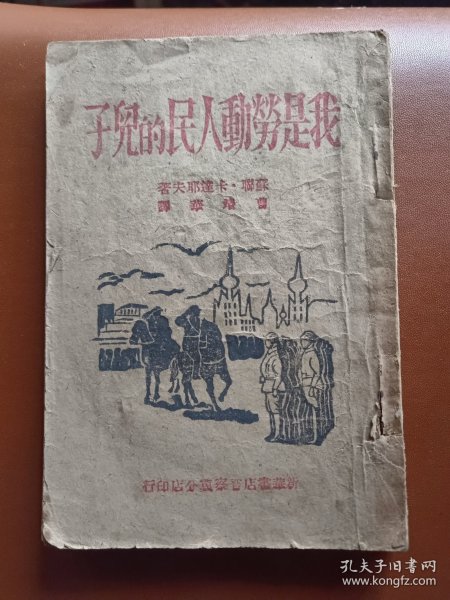 我是勞動人民的兒子
蘇聯·卡達耶夫著
曹靖華譯
新華書店晉察冀分店印行
孔夫子旧书网
www.kongfz.com